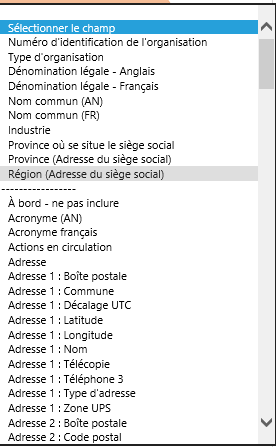 Sélectionner le champ
Numéro d'identification de l'organisation
Type d'organisation
Dénomination légale - Anglais
Dénomination légale - Français
Nom commun (AN)
Nom commun (FR)
Industrie
Province où se situe le siège social
Province (Adresse du siège social)
Région (Adresse du siège social)
-----------------
À bord - ne pas inclure
Acronyme (AN)
Acronyme français
Actions en circulation
Adresse
Adresse 1 : Boîte postale
Adresse 1 : Commune
Adresse 1 : Décalage UTC
Adresse 1 : Latitude
Adresse 1 : Longitude
Adresse 1 : Nom
Adresse 1 : Télécopie
Adresse 1 : Téléphone 3
Adresse 1 : Type d'adresse
Adresse 1 : Zone UPS
Adresse 2 : Boîte postale
Adresse 2 : Code postal